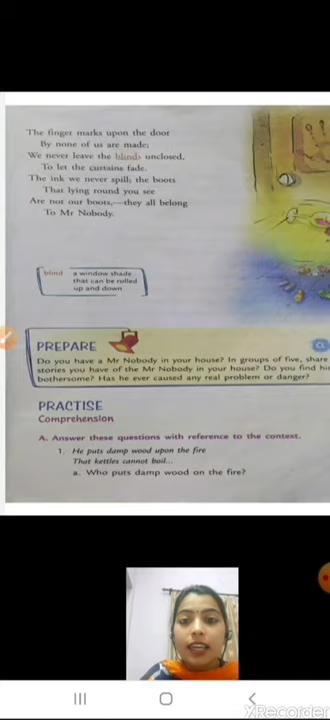 The finger marks upon the door
By none of us are made;
We never leave the blinds unclosed,
To let the curtains fade.
The ink we never spill; the boots
That lying round you see
Are not our boots,—they all belong
To Mr Nobody.
blind a window shade
that can be rolled
up and down
PREPARE
Do you have a Mr Nobody in your house? In groups of five, share
stories you have of the Mr Nobody in your house? Do you find
bothersome? Has he ever caused any real problem or danger?
PRACTISE
Comprehension
A. Answer these questions with reference to the context.
1. He puts damp wood upon the fire
That kettles cannot boil...
a. Who puts damp wood on the fire?
XRecorder